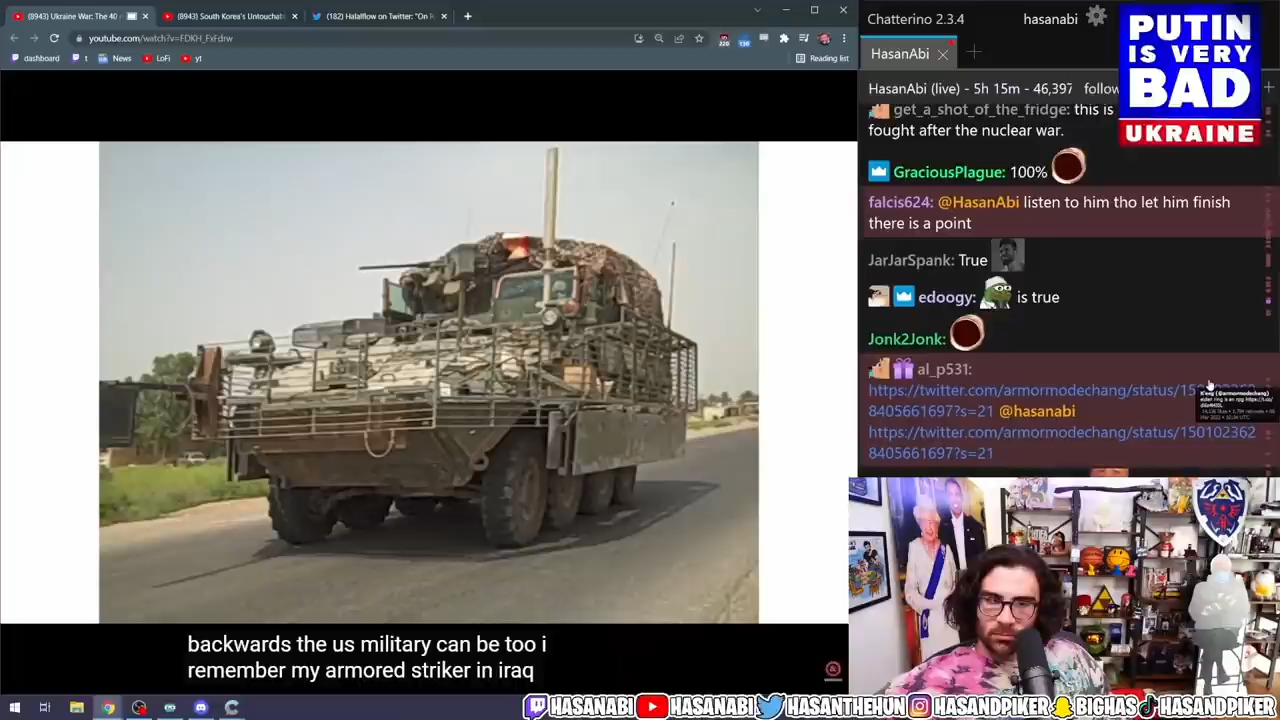 (8943) Ukraine War: The 40
(8943) South Korea's Untouchab
(182) Halalflow on Twitter: "On
youtube.com/watch?v=FDKH_FxFdrw
dashboard
t
News
LoFi
yt
Reading list
backwards the us military can be too i
remember my armored striker in iraq
Chatterino 2.3.4
hasanabi
HasanAbi
HasanAbi (live) - 5h 15m - 46,397
follow
PUTIN
IS VERY
BAD
UKRAINE
get_a_shot_of_the_fridge: this is
fought after the nuclear war.
GraciousPlague: 100%
falcis624: @HasanAbi listen to him tho let him finish
there is a point
JarJarSpank: True
edoogy: is true
Jonk2Jonk:
al_p531:
https://twitter.com/armormodechang/status/150102362
8405661697?s=21 @hasanabi
https://twitter.com/armormodechang/status/150102362
8405661697?s=21
HASANABI
HASANABI
HASANTHEHUN
HASANDPIKER
BIGHAS
HASANDPIKER